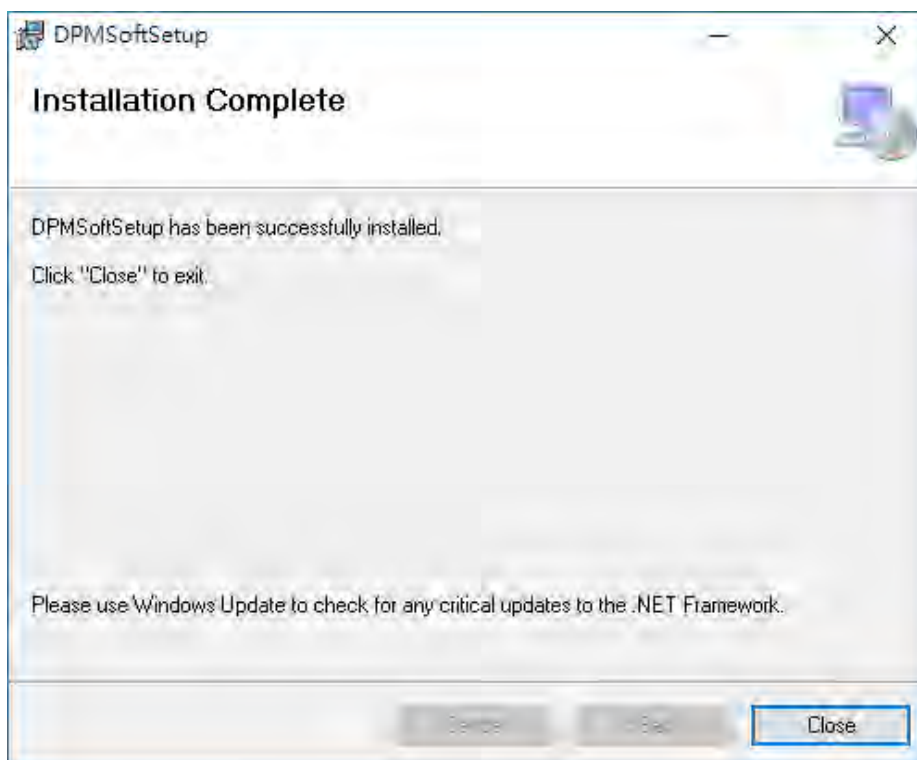 DPMSoftSetup
Installation Complete
DPMSoftSetup has been successfully installed.
Click "Close" to exit.
Please use Windows Update to check for any critical updates to the .NET Framework.
Close